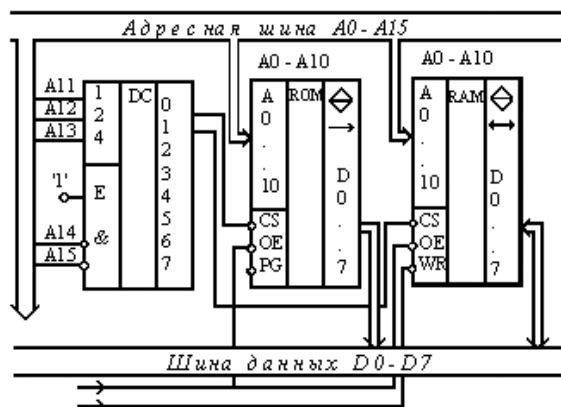 Адресная шина A0-A15
A0-A10
A0-A10
A11
A12
A13
1
2
4
DC
0
1
2
3
4
5
6
7
'1'
E
&
A14
A15
A
0
.
.
10
ROM
D
0
.
.
7
CS
OE
PG
A
0
.
.
10
RAM
D
0
.
.
7
CS
OE
WR
Шина данных D0-D7